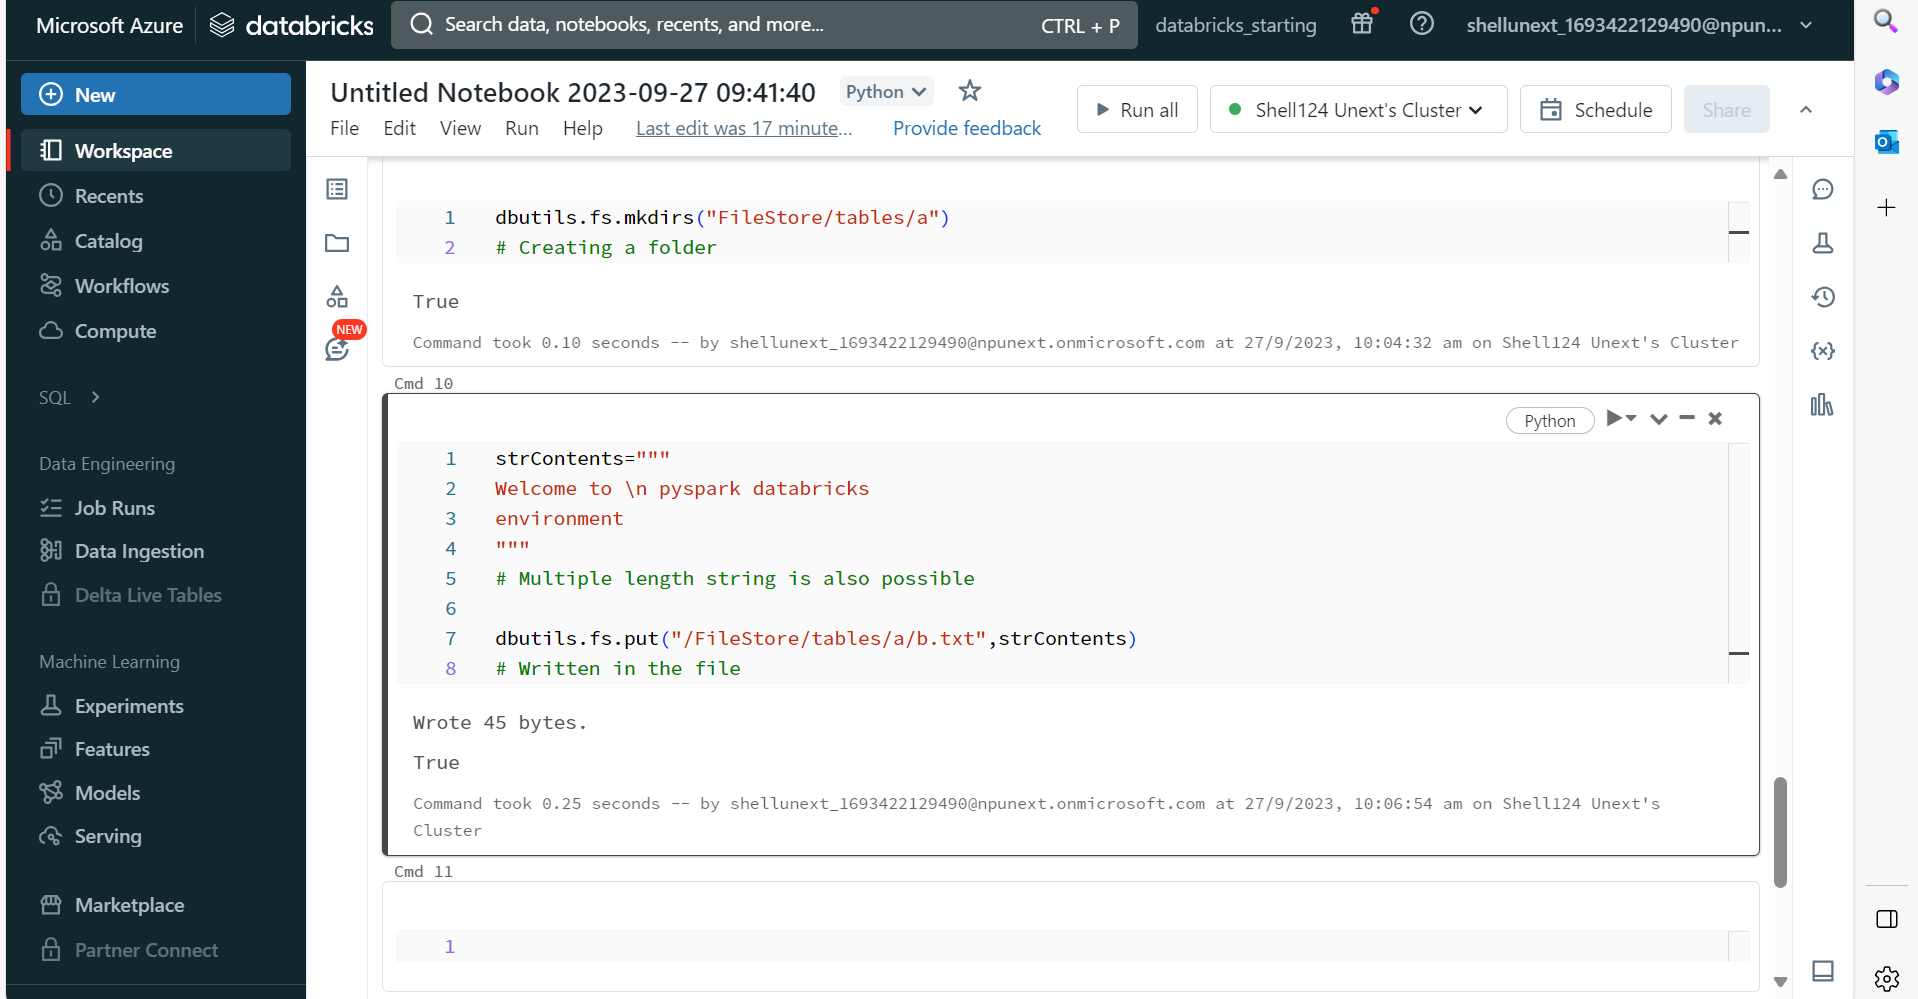 Microsoft Azure databricks Search data, notebooks, recents, and more... CTRL + P databricks_starting shellunext_1693422129490@npun...
New
Workspace
Recents
Catalog
Workflows
Compute
SQL
Data Engineering
Job Runs
Data Ingestion
Delta Live Tables
Machine Learning
Experiments
Features
Models
Serving
Marketplace
Partner Connect
Untitled Notebook 2023-09-27 09:41:40 Python
Run all Shell124 Unext's Cluster Schedule Share
File Edit View Run Help Last edit was 17 minute... Provide feedback
NEW
1 dbutils.fs.mkdirs("FileStore/tables/a")
2 # Creating a folder
True
Command took 0.10 seconds -- by shellunext_1693422129490@npunext.onmicrosoft.com at 27/9/2023, 10:04:32 am on Shell124 Unext's Cluster
Cmd 10
Python
1 strContents="""
2 Welcome to \n pyspark databricks
3 environment
4 """
5 # Multiple length string is also possible
6
7 dbutils.fs.put("/FileStore/tables/a/b.txt",strContents)
8 # Written in the file
Wrote 45 bytes.
True
Command took 0.25 seconds -- by shellunext_1693422129490@npunext.onmicrosoft.com at 27/9/2023, 10:06:54 am on Shell124 Unext's
Cluster
Cmd 11
1